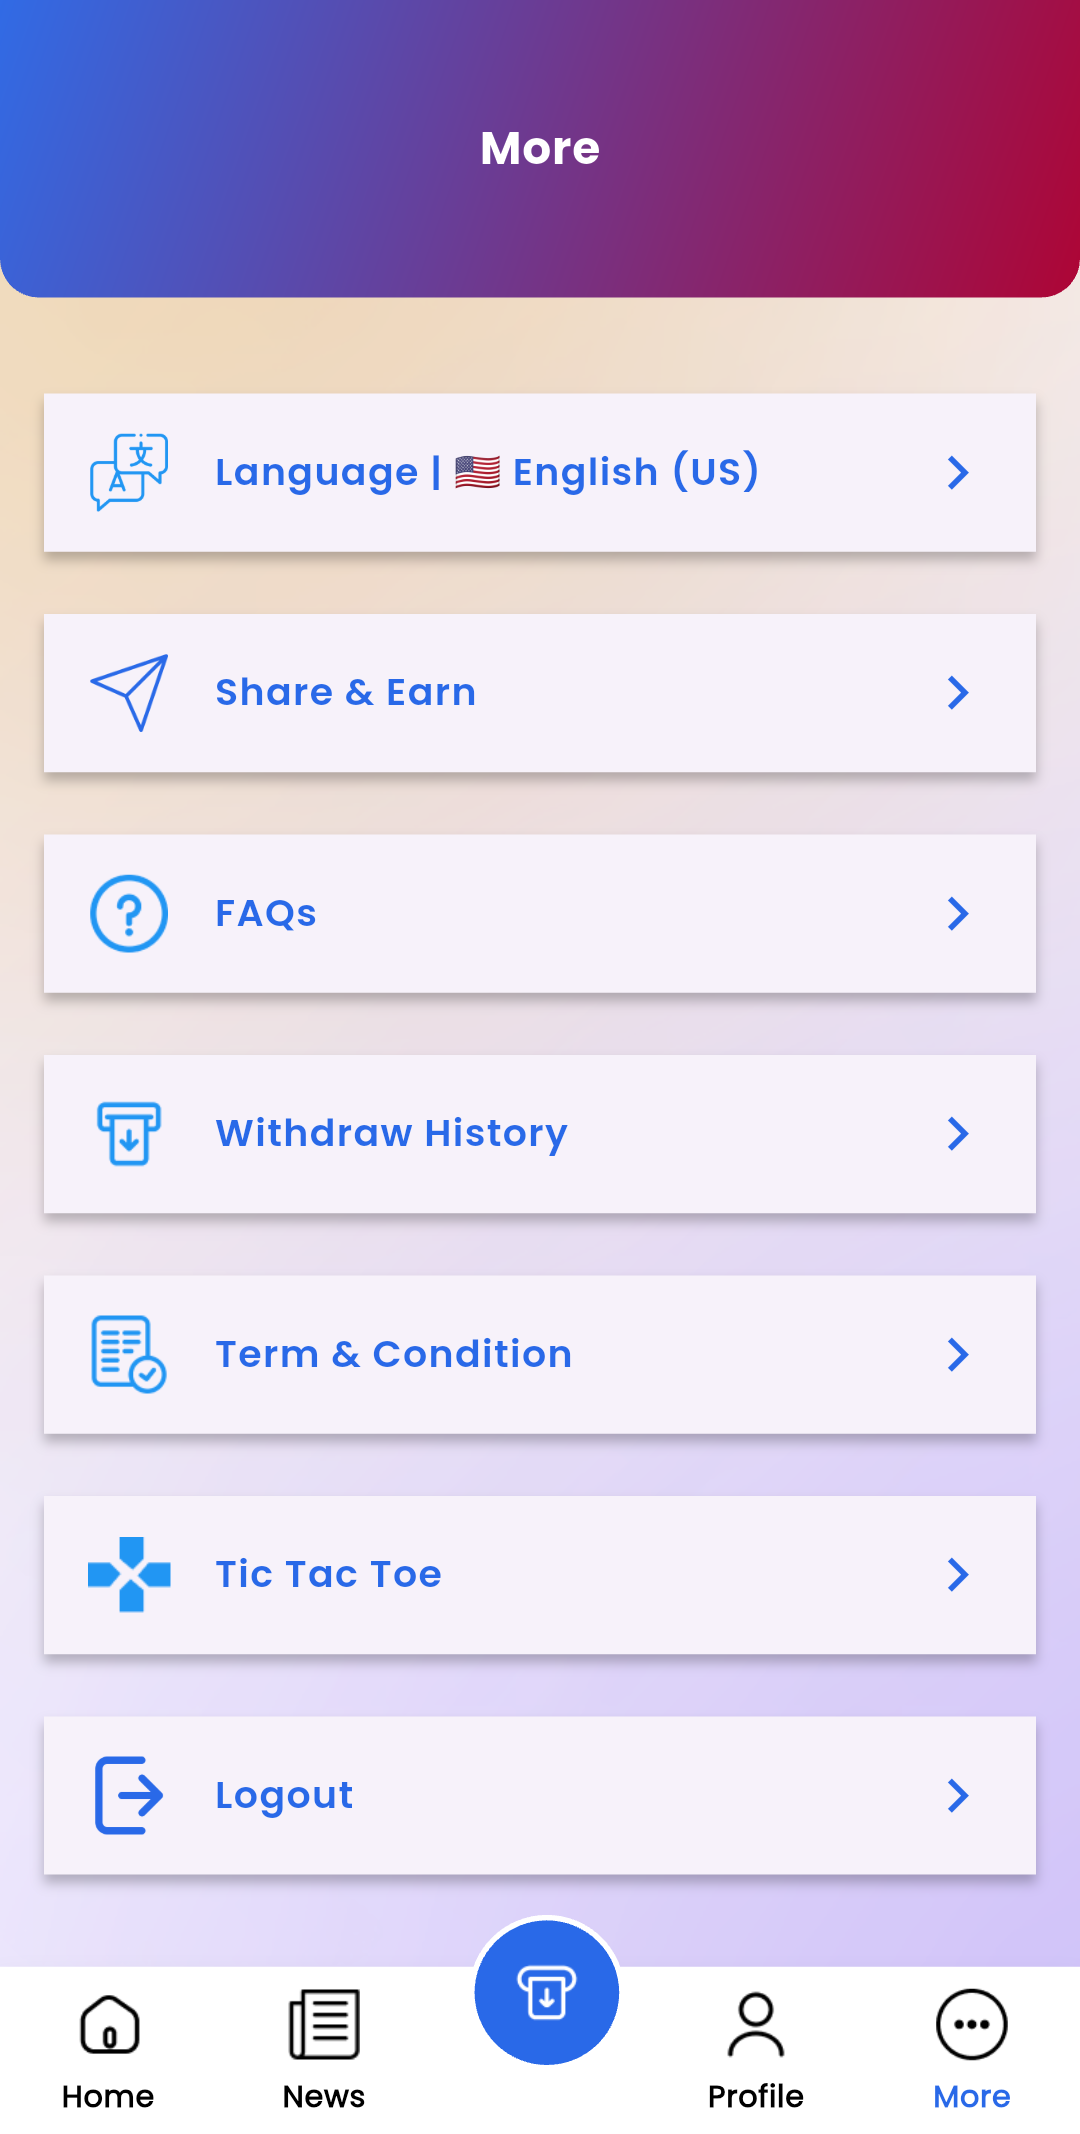 More
Language | 🇺🇸 English (US)
Share & Earn
FAQs
Withdraw History
Term & Condition
Tic Tac Toe
Logout
Home
News
Profile
More